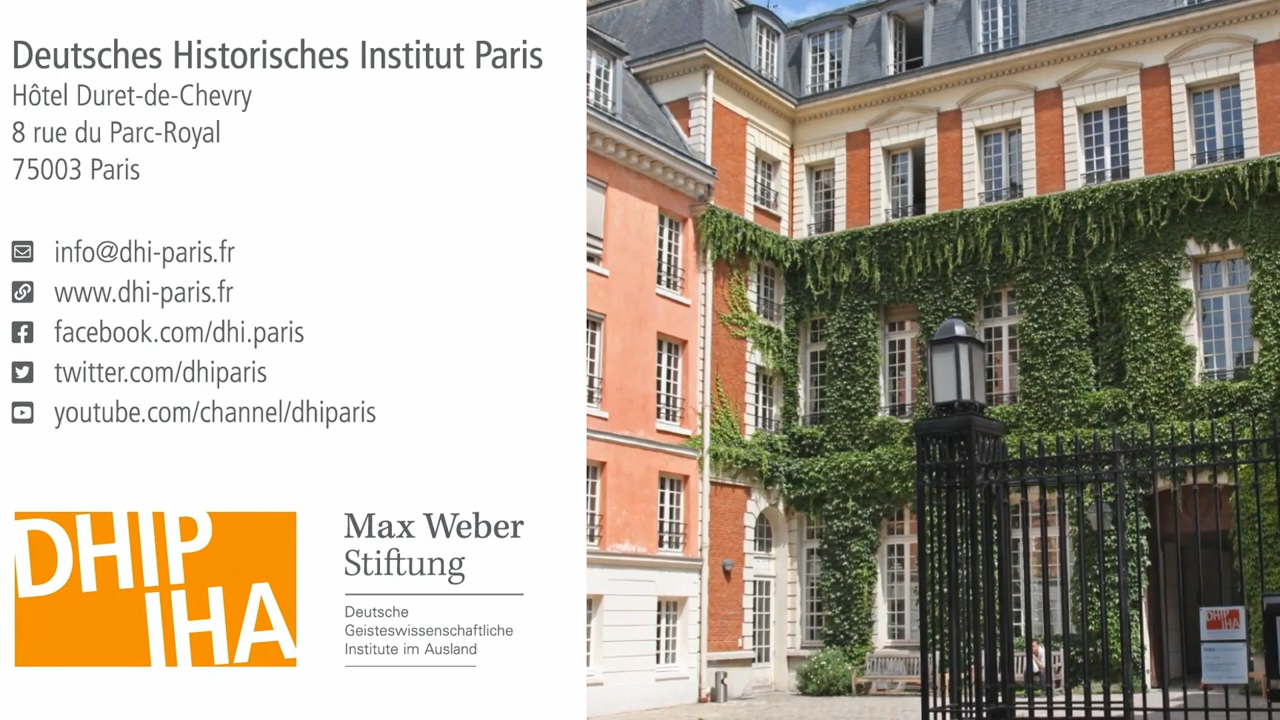 Deutsches Historisches Institut Paris
Hôtel Duret-de-Chevry
8 rue du Parc-Royal
75003 Paris
info@dhi-paris.fr
www.dhi-paris.fr
facebook.com/dhi.paris
twitter.com/dhiparis
youtube.com/channel/dhiparis
DHIP
IHA
Max Weber
Stiftung
Deutsche
Geisteswissenschaftliche
Institute im Ausland
DHIP
IHA